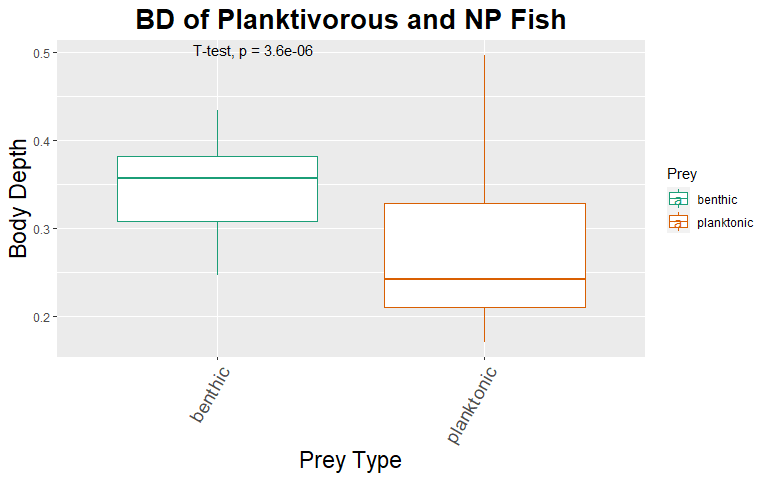 BD of Planktivorous and NP Fish
T-test, p = 3.6e-06
0.5
0.4
0.3
0.2
Body Depth
benthic
planktonic
Prey Type
Prey
a benthic
a planktonic